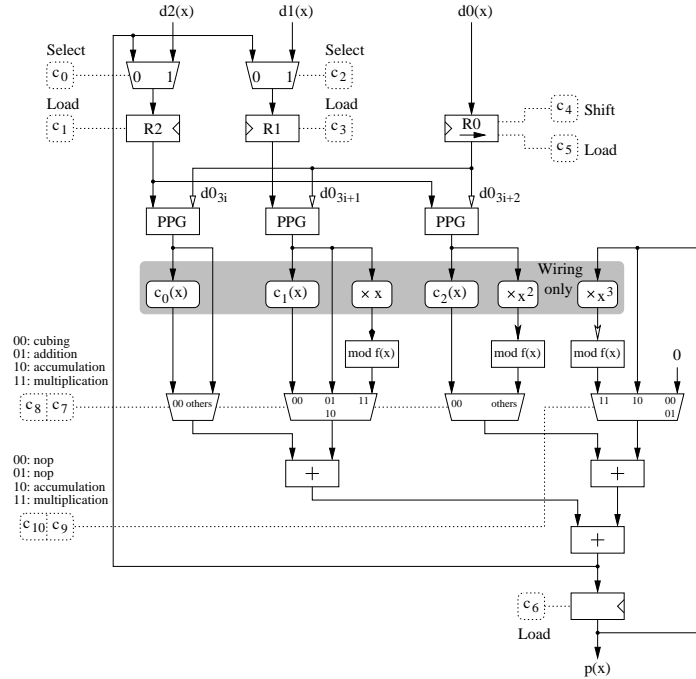 d2(x) d1(x) d0(x)
Select Select
c0 0 1 0 1 c2
c4 Shift
Load Load
c1 R2 R1 c3 R0
c5 Load
d03i d03i+1 d03i+2
PPG PPG PPG
Wiring
only
c0(x) c1(x) × x c2(x) ×x2 ×x3
mod f(x) mod f(x) mod f(x) 0
00: cubing
01: addition
10: accumulation
11: multiplication
c8 c7 00 others 00 01 11 00 others 11 10 00
10 01
+ +
00: nop
01: nop
10: accumulation
11: multiplication
c10 c9
+
c6
Load
p(x)